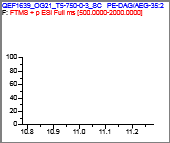 QEF1639_OG21_T5-750-0-3_SC PE-DAG/AEG-35:2
F: FTMS + p ESI Full ms [500.0000-2000.0000]
100
80
60
40
20
0
10.8 10.9 11.0 11.1 11.2